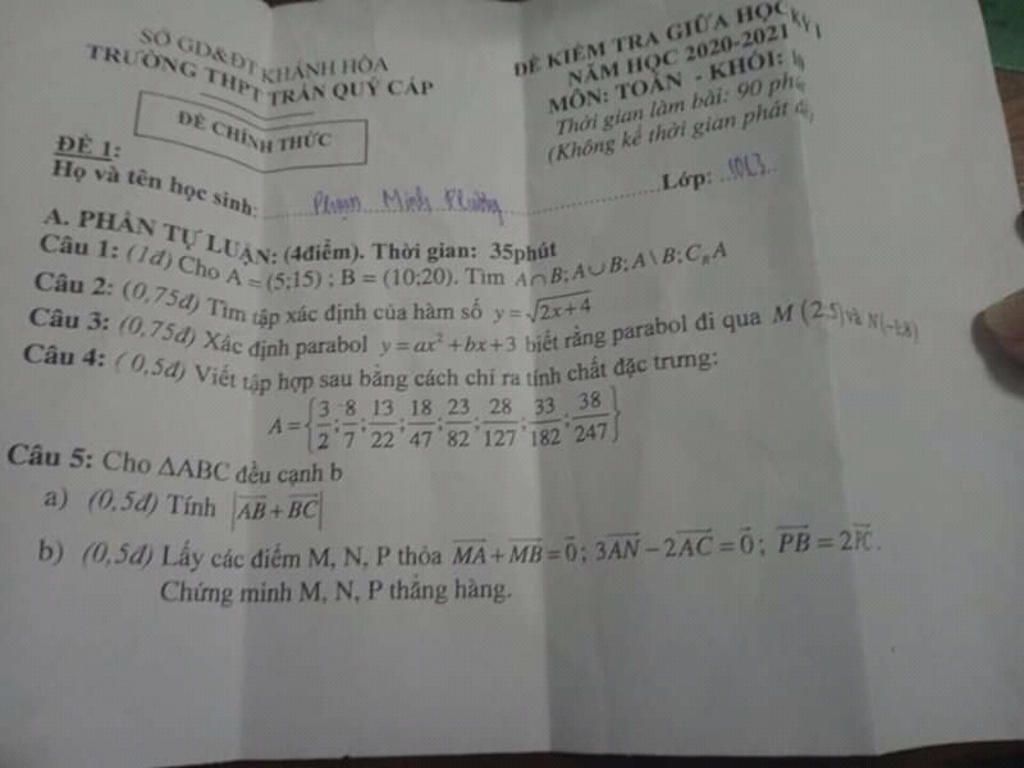 SỞ GD&ĐT KHÁNH HÒA
TRƯỜNG THPT TRẦN QUÝ CÁP
ĐỀ CHÍNH THỨC
ĐỀ KIỂM TRA GIỮA HỌC KỲ I
NĂM HỌC 2020-2021
MÔN: TOÁN - KHỐI:
Thời gian làm bài: 90 phú
(Không kể thời gian phát đề)
ĐỀ 1:
Họ và tên học sinh: Phạm Minh Lớp:
A. PHẦN TỰ LUẬN: (4điểm). Thời gian: 35phút
Câu 1: (1đ) Cho A = (5;15) ; B = (10;20). Tìm A∩B; A∪B; A\B; C_R A
Câu 2: (0,75đ) Tìm tập xác định của hàm số y = √(2x+4)
Câu 3: (0,75đ) Xác định parabol y = ax² + bx + 3 biết rằng parabol đi qua M (2,5) và N(-1,8)
Câu 4: ( 0,5đ) Viết tập hợp sau bằng cách chỉ ra tính chất đặc trưng:
A = {3/2; 8/7; 13/22; 18/47; 23/82; 28/127; 33/182; 38/247}
Câu 5: Cho ΔABC đều cạnh b
a) (0,5đ) Tính |AB⃗ + BC⃗|
b) (0,5đ) Lấy các điểm M, N, P thỏa MA⃗ + MB⃗ = 0⃗; 3AN⃗ − 2AC⃗ = 0⃗; PB⃗ = 2PC⃗.
Chứng minh M, N, P thẳng hàng.